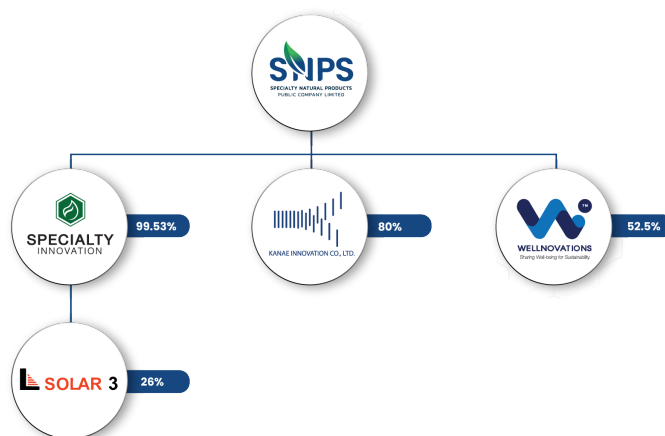 SNPS
SPECIALTY NATURAL PRODUCTS
PUBLIC COMPANY LIMITED
SPECIALTY
INNOVATION
99.53%
KANAE INNOVATION CO., LTD.
80%
TM
WELLNOVATIONS
Sharing Well-being for Sustainability
52.5%
SOLAR 3
26%